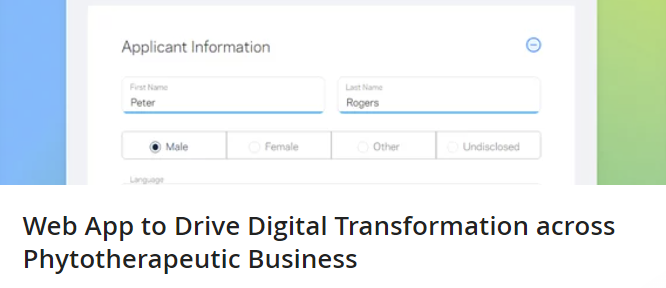 Applicant Information
First Name
Last Name
Peter
Rogers
Male
Female
Other
Undisclosed
Language
Web App to Drive Digital Transformation across
Phytotherapeutic Business